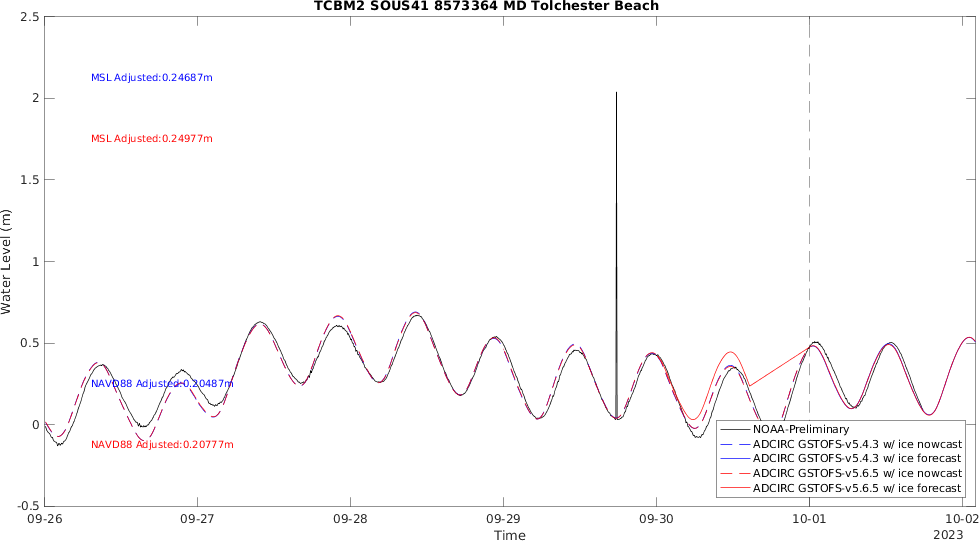 TCBM2 SOUS41 8573364 MD Tolchester Beach
2.5
2
1.5
1
0.5
0
-0.5
Water Level (m)
MSL Adjusted:0.24687m
MSL Adjusted:0.24977m
NAVD88 Adjusted:0.20487m
NAVD88 Adjusted:0.20777m
NOAA-Preliminary
ADCIRC GSTOFS-v5.4.3 w/ ice nowcast
ADCIRC GSTOFS-v5.4.3 w/ ice forecast
ADCIRC GSTOFS-v5.6.5 w/ ice nowcast
ADCIRC GSTOFS-v5.6.5 w/ ice forecast
09-26 09-27 09-28 09-29 09-30 10-01 10-02
Time
2023